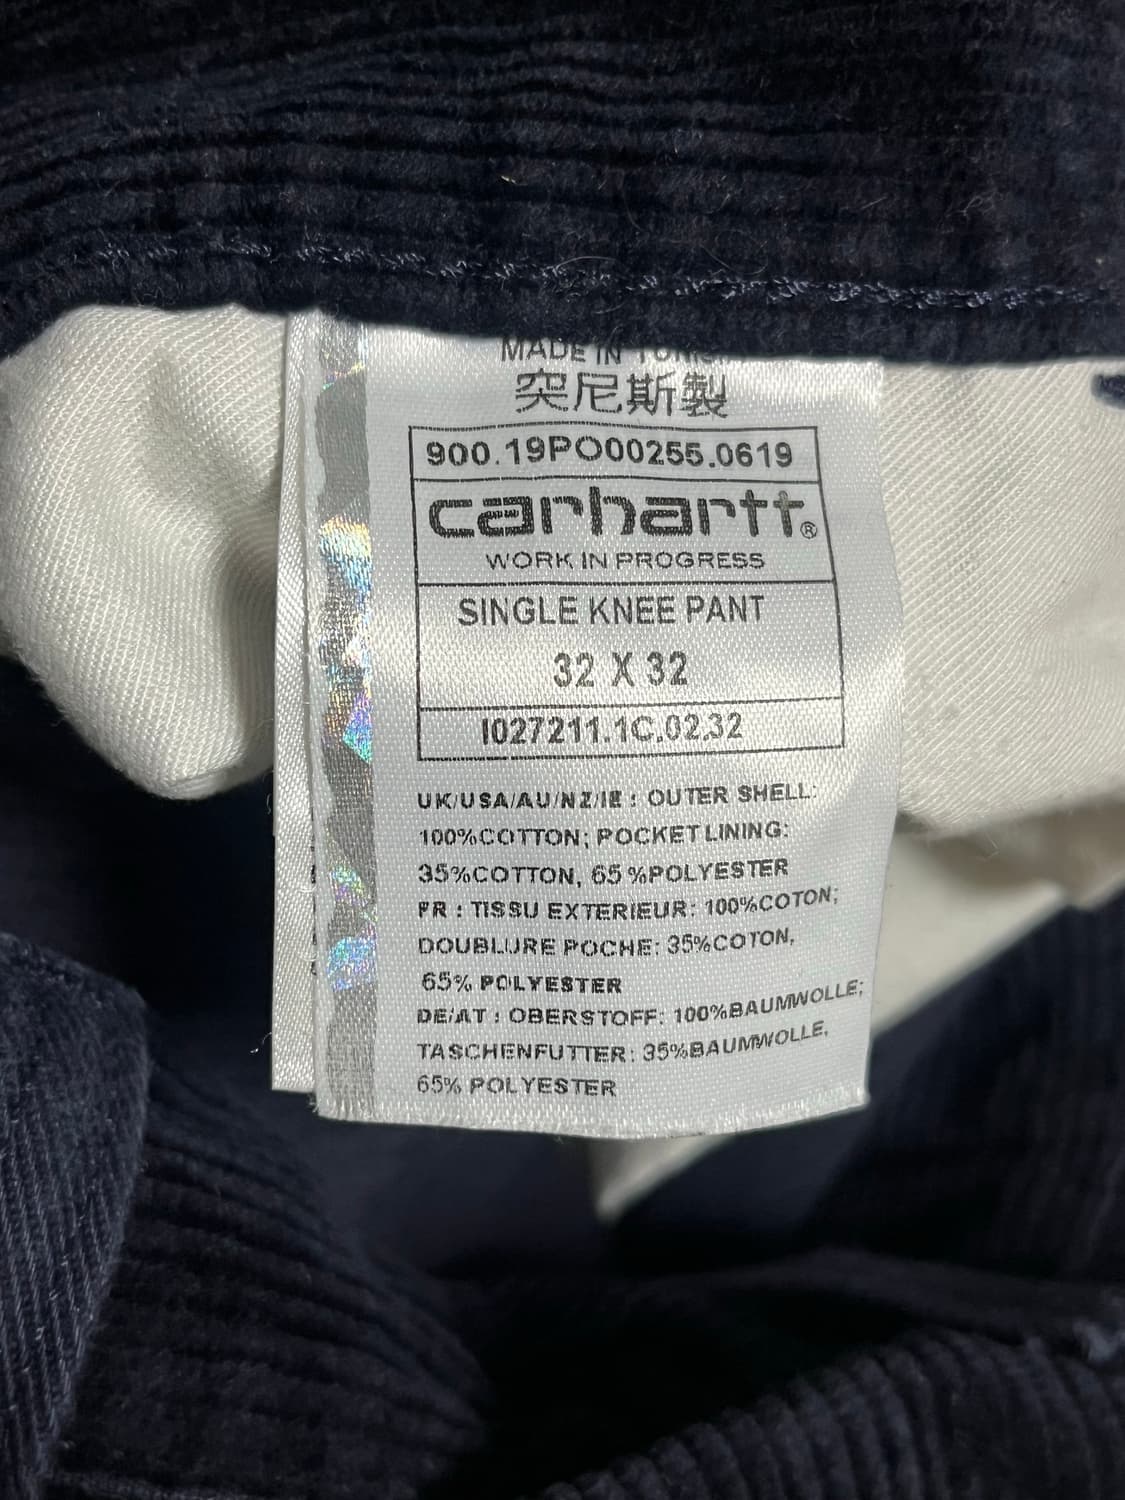 MADE IN TUNISIA
突尼斯製
900.19PO00255.0619
carhartt®
WORK IN PROGRESS
SINGLE KNEE PANT
32 X 32
I027211.1C.02.32
UK/USA/AU/NZ/IE : OUTER SHELL:
100%COTTON; POCKET LINING:
35%COTTON, 65%POLYESTER
FR : TISSU EXTERIEUR: 100%COTON;
DOUBLURE POCHE: 35%COTON,
65% POLYESTER
DE/AT : OBERSTOFF: 100%BAUMWOLLE;
TASCHENFUTTER: 35%BAUMWOLLE,
65% POLYESTER